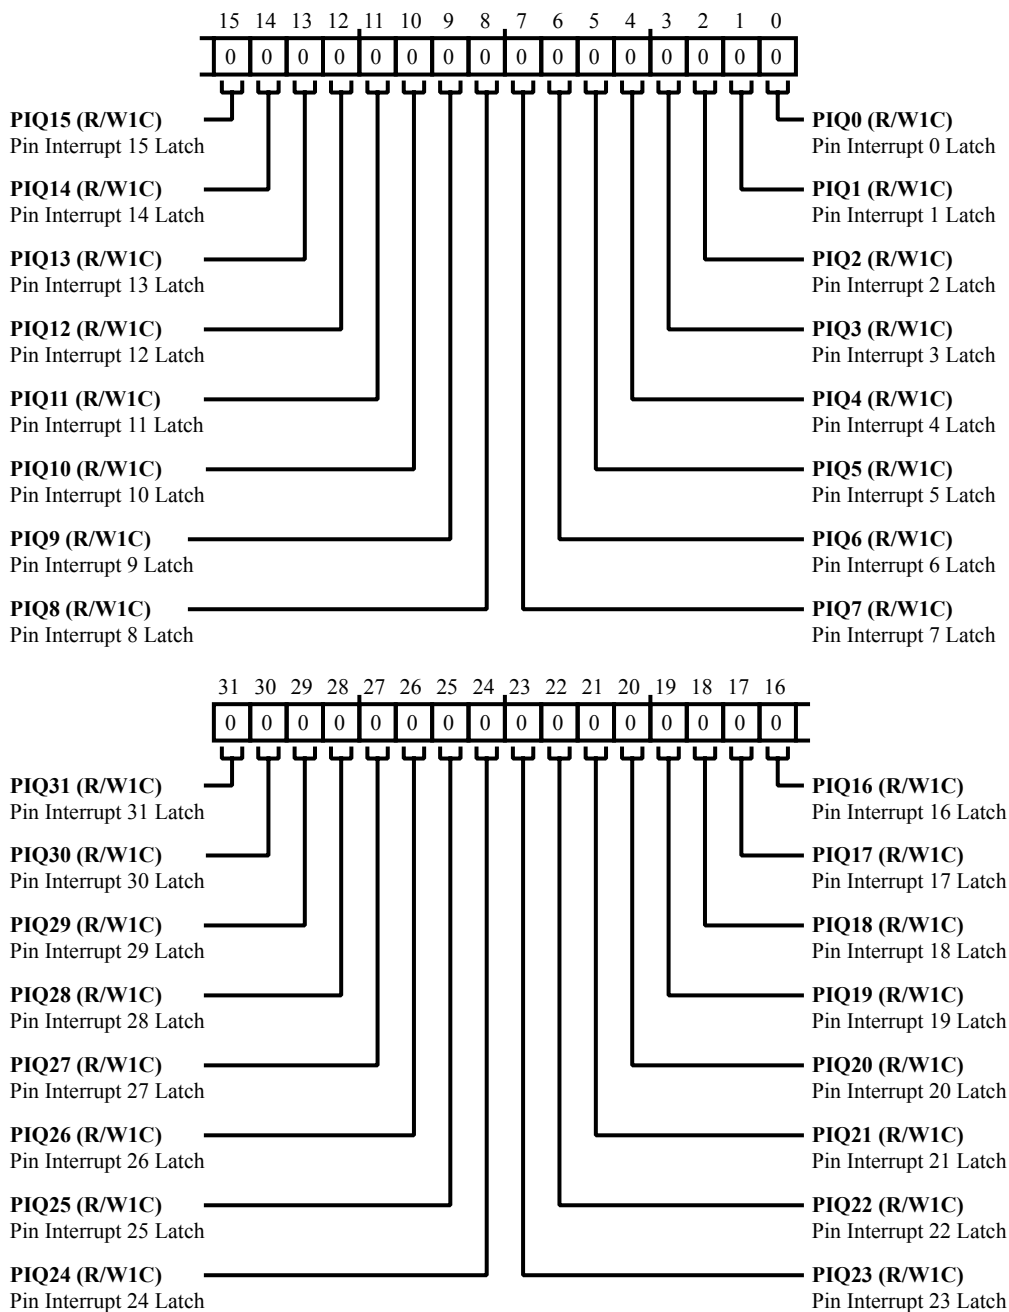 15 14 13 12 11 10 9 8 7 6 5 4 3 2 1 0
0 0 0 0 0 0 0 0 0 0 0 0 0 0 0 0
PIQ15 (R/W1C)
Pin Interrupt 15 Latch
PIQ14 (R/W1C)
Pin Interrupt 14 Latch
PIQ13 (R/W1C)
Pin Interrupt 13 Latch
PIQ12 (R/W1C)
Pin Interrupt 12 Latch
PIQ11 (R/W1C)
Pin Interrupt 11 Latch
PIQ10 (R/W1C)
Pin Interrupt 10 Latch
PIQ9 (R/W1C)
Pin Interrupt 9 Latch
PIQ8 (R/W1C)
Pin Interrupt 8 Latch
PIQ0 (R/W1C)
Pin Interrupt 0 Latch
PIQ1 (R/W1C)
Pin Interrupt 1 Latch
PIQ2 (R/W1C)
Pin Interrupt 2 Latch
PIQ3 (R/W1C)
Pin Interrupt 3 Latch
PIQ4 (R/W1C)
Pin Interrupt 4 Latch
PIQ5 (R/W1C)
Pin Interrupt 5 Latch
PIQ6 (R/W1C)
Pin Interrupt 6 Latch
PIQ7 (R/W1C)
Pin Interrupt 7 Latch
31 30 29 28 27 26 25 24 23 22 21 20 19 18 17 16
0 0 0 0 0 0 0 0 0 0 0 0 0 0 0 0
PIQ31 (R/W1C)
Pin Interrupt 31 Latch
PIQ30 (R/W1C)
Pin Interrupt 30 Latch
PIQ29 (R/W1C)
Pin Interrupt 29 Latch
PIQ28 (R/W1C)
Pin Interrupt 28 Latch
PIQ27 (R/W1C)
Pin Interrupt 27 Latch
PIQ26 (R/W1C)
Pin Interrupt 26 Latch
PIQ25 (R/W1C)
Pin Interrupt 25 Latch
PIQ24 (R/W1C)
Pin Interrupt 24 Latch
PIQ16 (R/W1C)
Pin Interrupt 16 Latch
PIQ17 (R/W1C)
Pin Interrupt 17 Latch
PIQ18 (R/W1C)
Pin Interrupt 18 Latch
PIQ19 (R/W1C)
Pin Interrupt 19 Latch
PIQ20 (R/W1C)
Pin Interrupt 20 Latch
PIQ21 (R/W1C)
Pin Interrupt 21 Latch
PIQ22 (R/W1C)
Pin Interrupt 22 Latch
PIQ23 (R/W1C)
Pin Interrupt 23 Latch